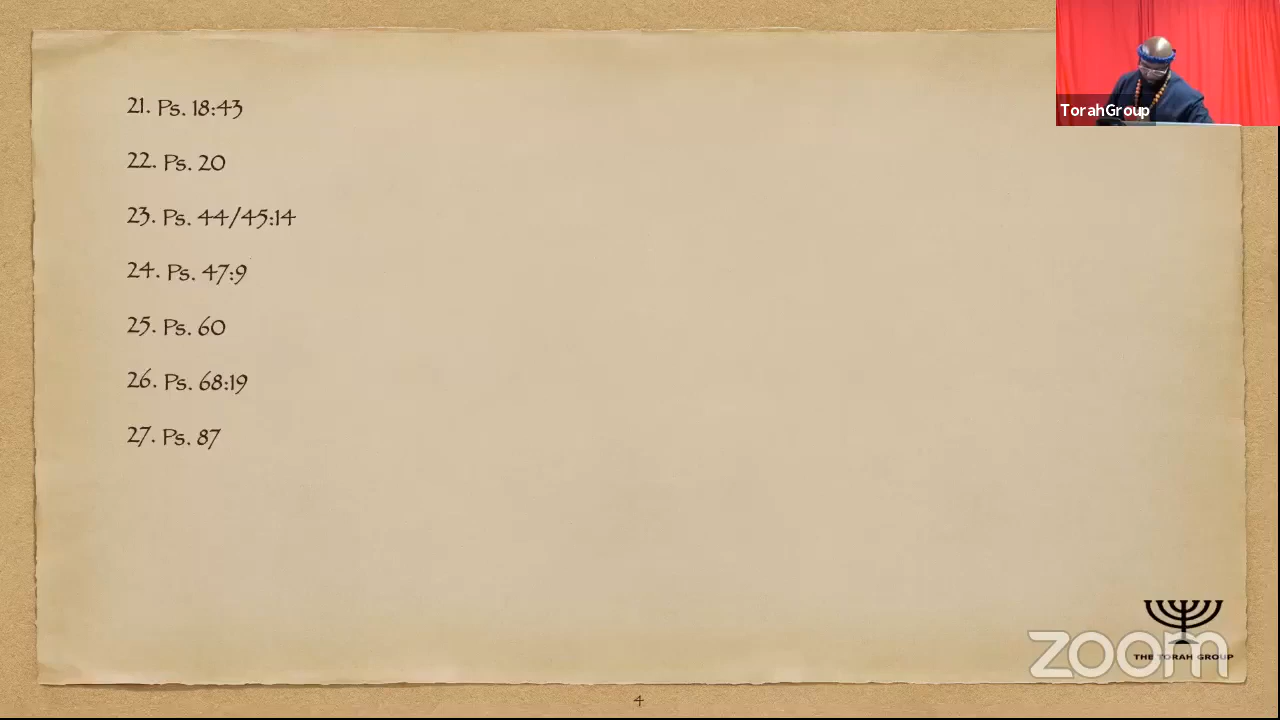 TorahGroup
21. Ps. 18:43
22. Ps. 20
23. Ps. 44/45:14
24. Ps. 47:9
25. Ps. 60
26. Ps. 68:19
27. Ps. 87
zoom
THE TORAH GROUP
4